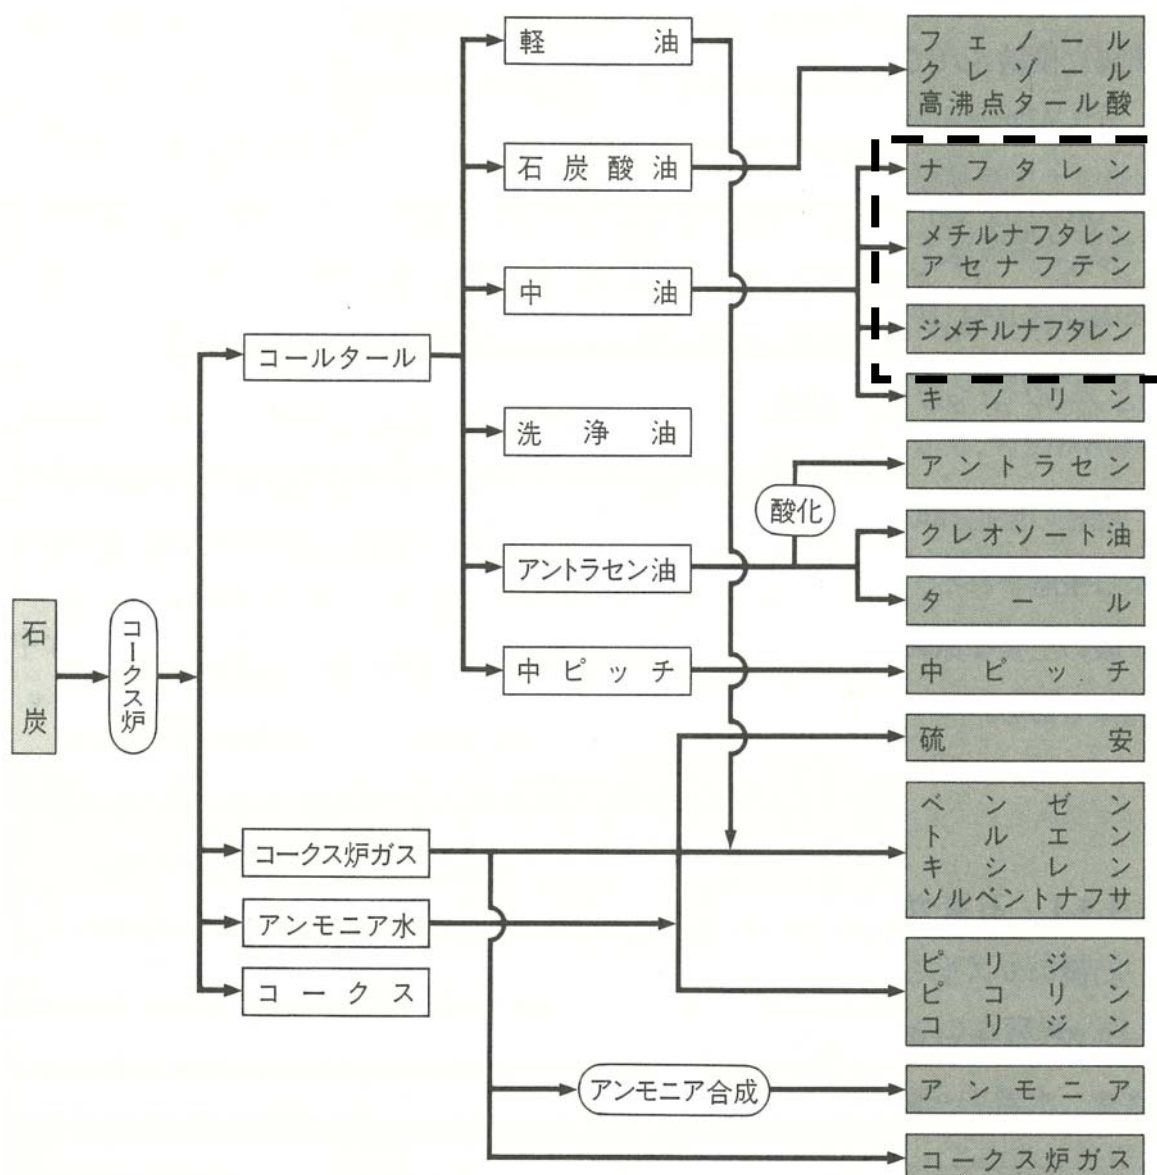 軽油
フェノール
クレゾール
高沸点タール酸
石炭酸油
ナフタレン
メチルナフタレン
アセナフテン
中油
ジメチルナフタレン
コールタール
キノリン
洗浄油
アントラセン
酸化
クレオソート油
アントラセン油
タール
石炭
コークス炉
中ピッチ
中ピッチ
硫安
ベンゼン
トルエン
キシレン
ソルベントナフサ
コークス炉ガス
アンモニア水
コークス
ピリジン
ピコリン
コリジン
アンモニア合成
アンモニア
コークス炉ガス